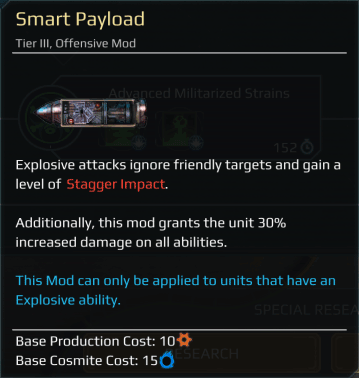 Smart Payload
Tier III, Offensive Mod
Advanced Militarized Strains
152
Explosive attacks ignore friendly targets and gain a
level of Stagger Impact.
Additionally, this mod grants the unit 30%
increased damage on all abilities.
This Mod can only be applied to units that have an
Explosive ability.
SPECIAL RESEA
Base Production Cost: 10
RESEARCH
Base Cosmite Cost: 15